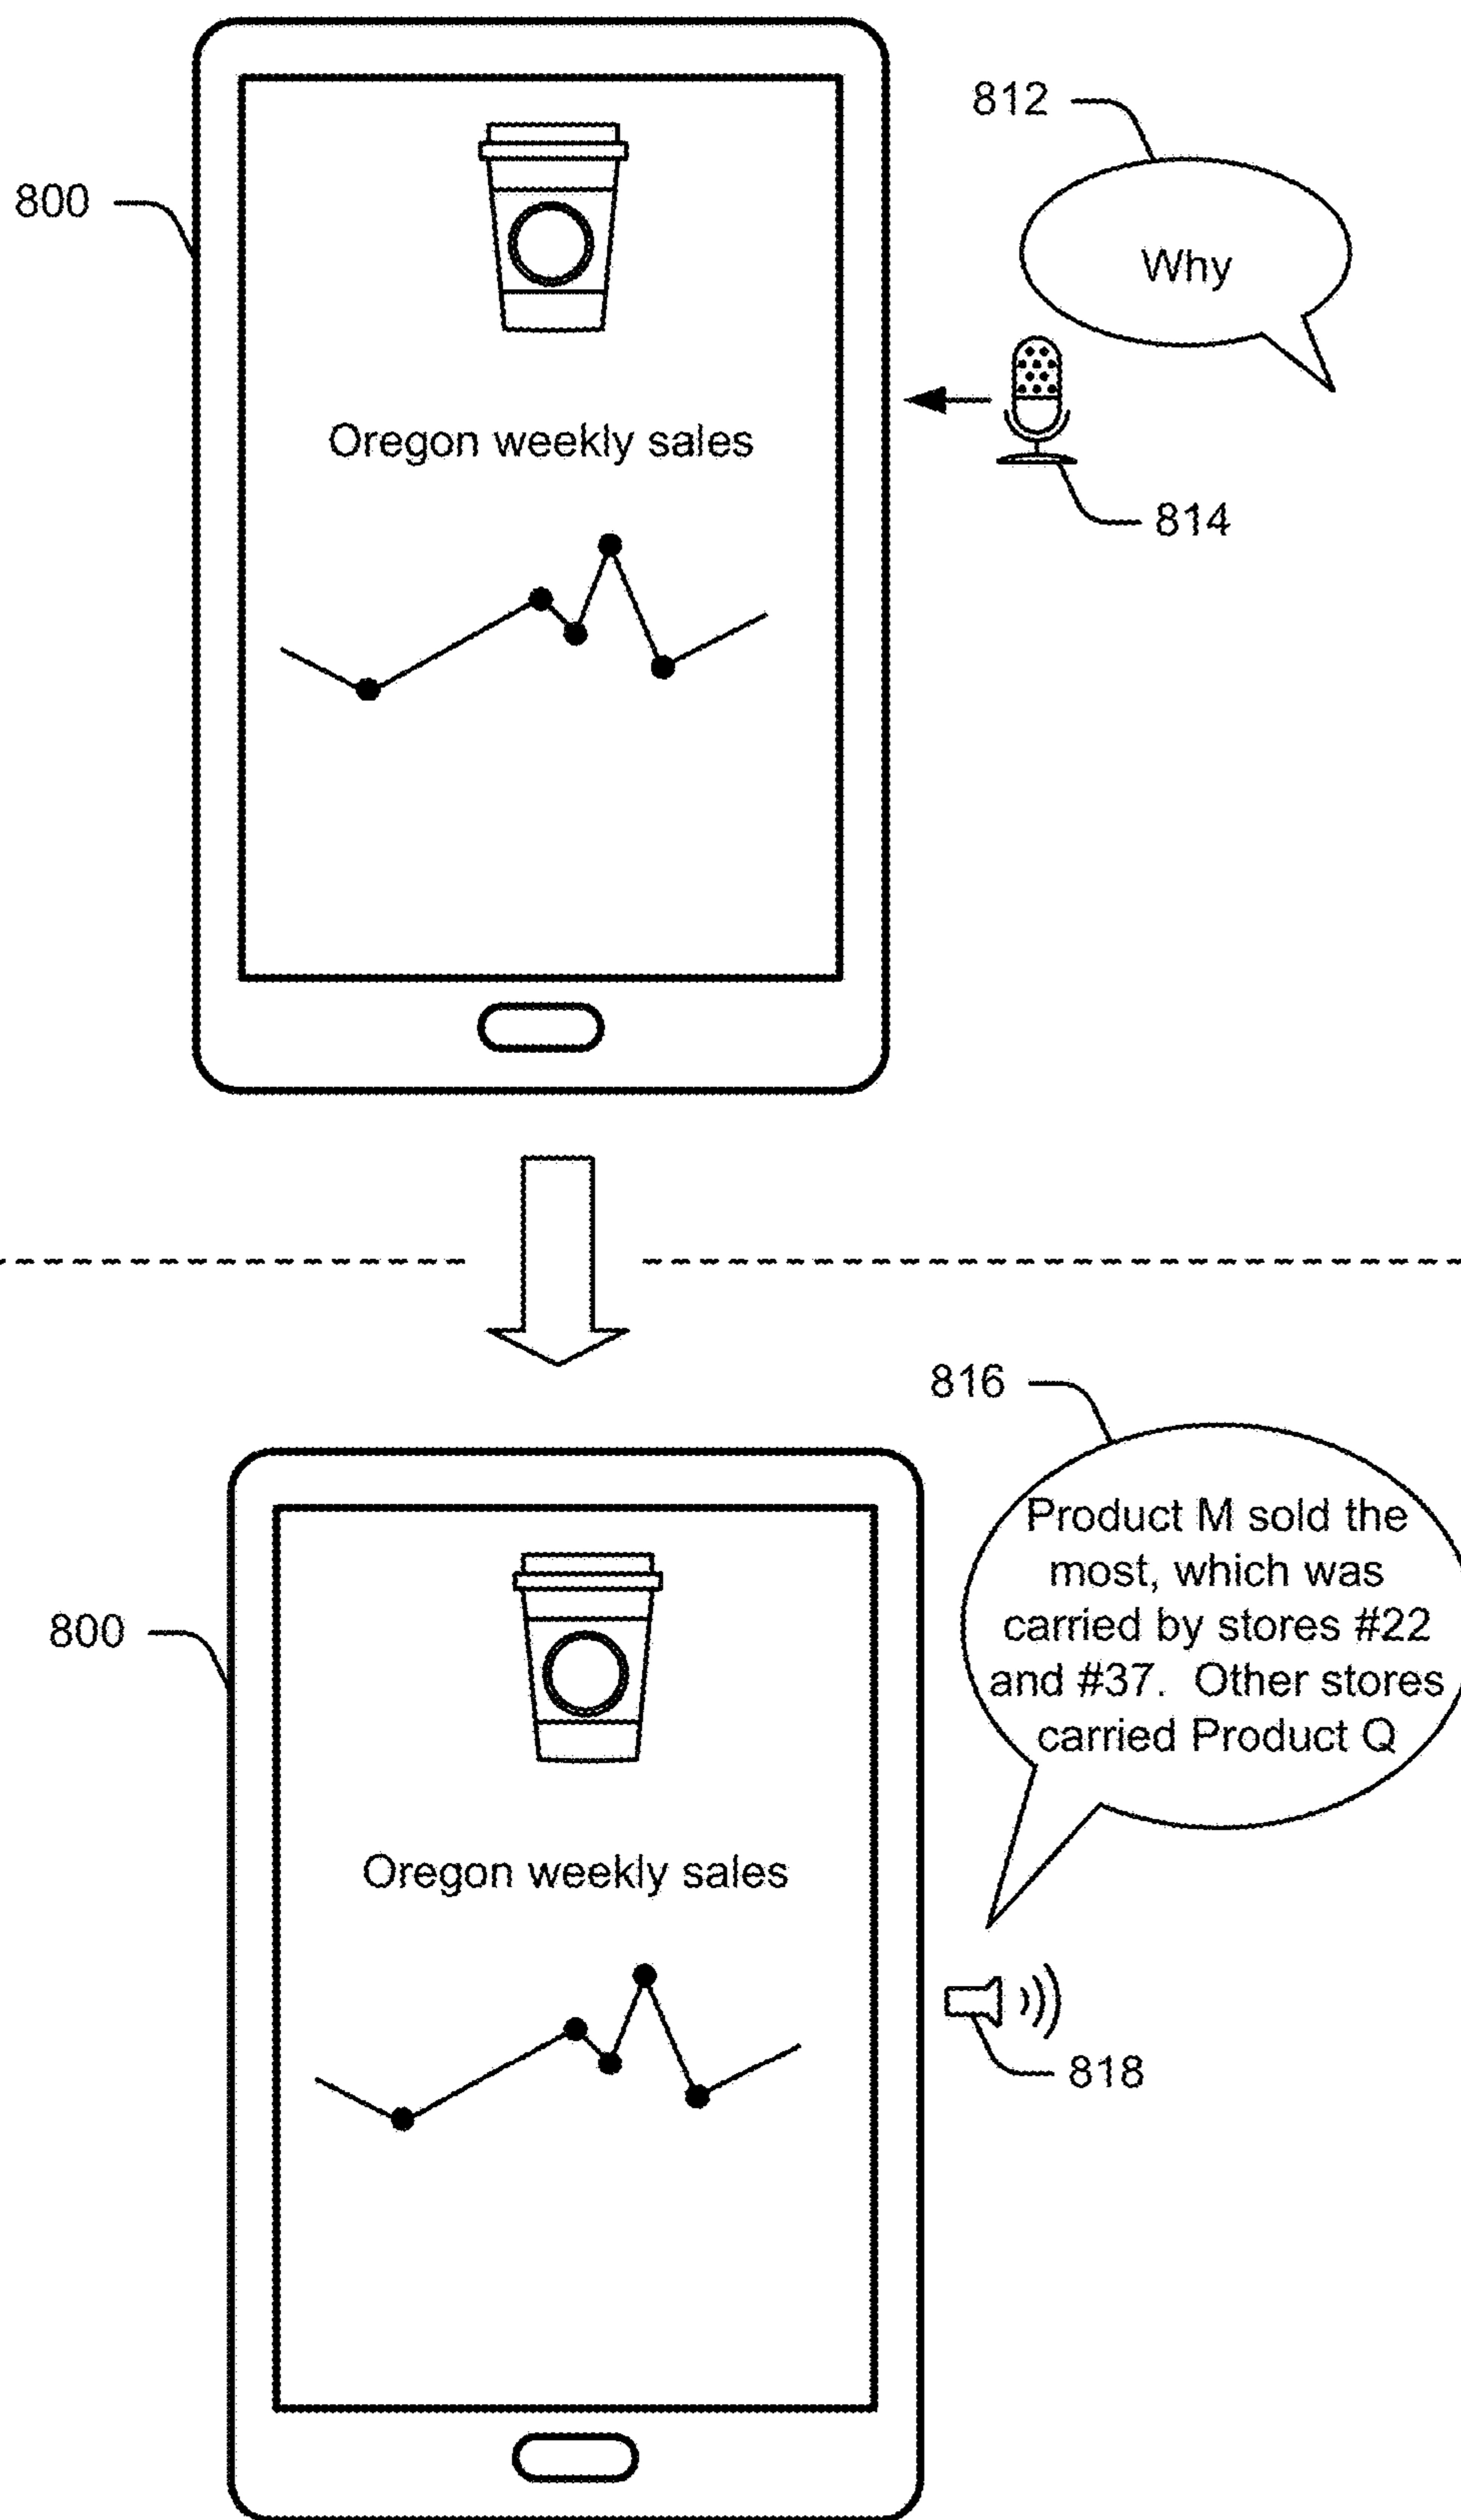 812
800
Why
Oregon weekly sales
814
816
Product M sold the
most, which was
carried by stores #22
and #37.  Other stores
carried Product Q
800
Oregon weekly sales
818